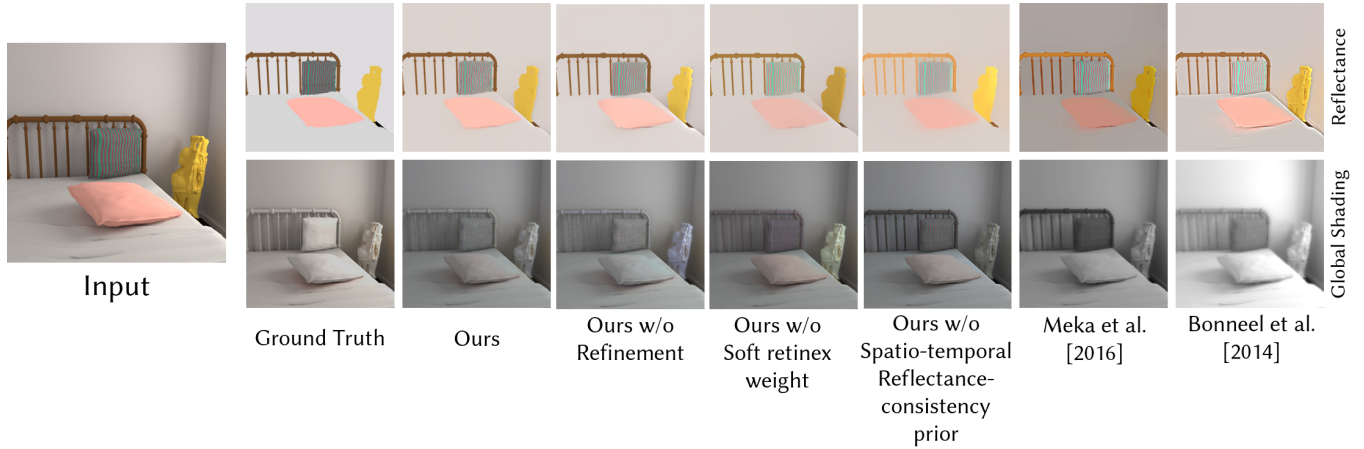 Reflectance
Global Shading
Input
Ground Truth
Ours
Ours w/o
Refinement
Ours w/o
Soft retinex
weight
Ours w/o
Spatio-temporal
Reflectance-
consistency
prior
Meka et al.
[2016]
Bonneel et al.
[2014]